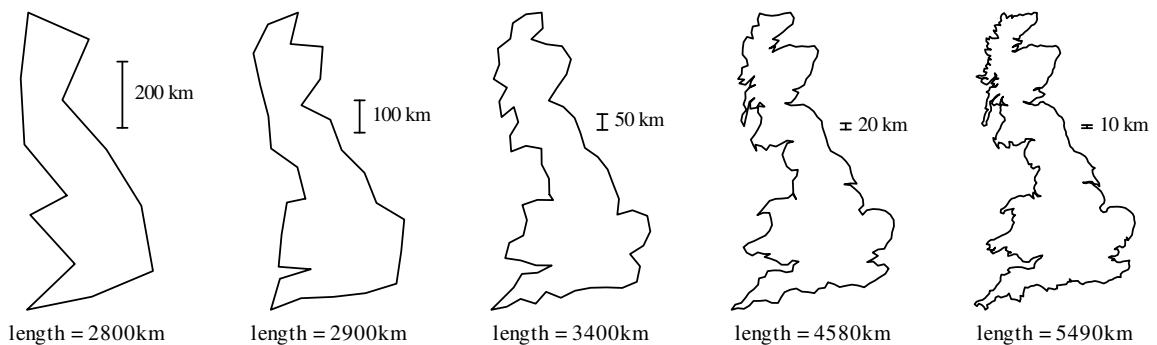 200 km
100 km
50 km
20 km
10 km
length = 2800km
length = 2900km
length = 3400km
length = 4580km
length = 5490km